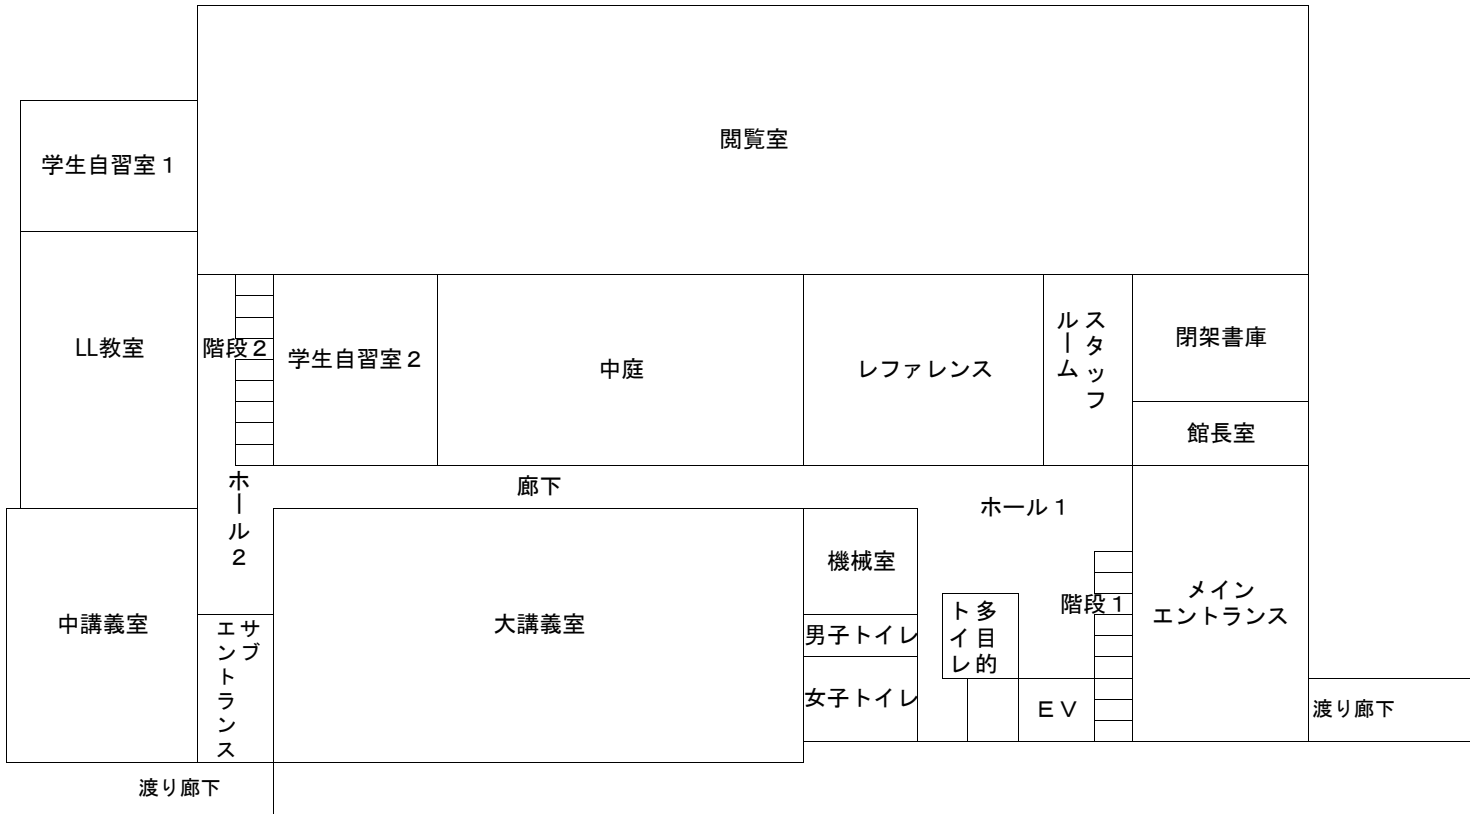 閲覧室
学生自習室１
LL教室
階段２
学生自習室２
中庭
レファレンス
スタッフ
ルーム
閉架書庫
館長室
ホール２
廊下
ホール１
中講義室
サブ
エントランス
大講義室
機械室
男子トイレ
女子トイレ
多目的
トイレ
階段１
ＥＶ
メイン
エントランス
渡り廊下
渡り廊下